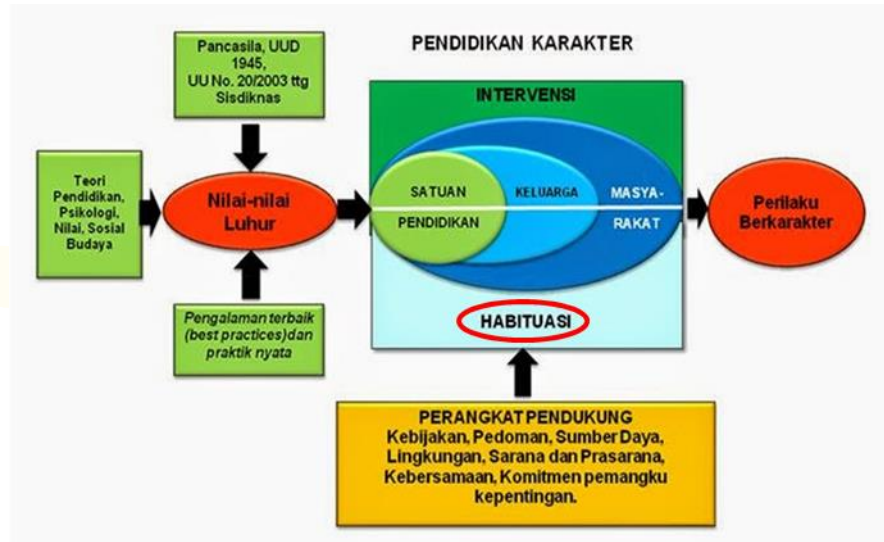 PENDIDIKAN KARAKTER
Pancasila, UUD
1945,
UU No. 20/2003 ttg
Sisdiknas
Teori
Pendidikan,
Psikologi,
Nilai, Sosial
Budaya
Nilai-nilai
Luhur
Pengalaman terbaik
(best practices)dan
praktik nyata
INTERVENSI
SATUAN
PENDIDIKAN
KELUARGA
MASYA-
RAKAT
HABITUASI
Perilaku
Berkarakter
PERANGKAT PENDUKUNG
Kebijakan, Pedoman, Sumber Daya,
Lingkungan, Sarana dan Prasarana,
Kebersamaan, Komitmen pemangku
kepentingan.